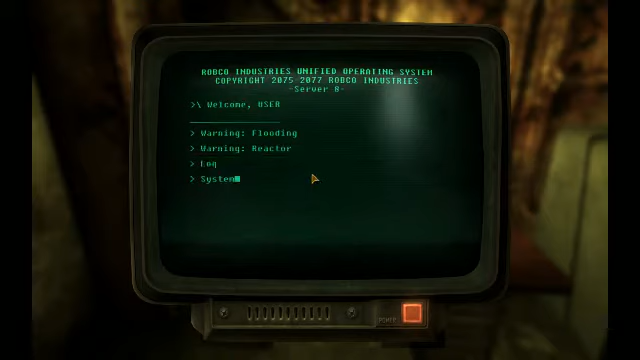 ROBCO INDUSTRIES UNIFIED OPERATING SYSTEM
COPYRIGHT 2075-2077 ROBCO INDUSTRIES
-Server 8-
>\ Welcome, USER
> Warning: Flooding
> Warning: Reactor
> Log
> System
POWER